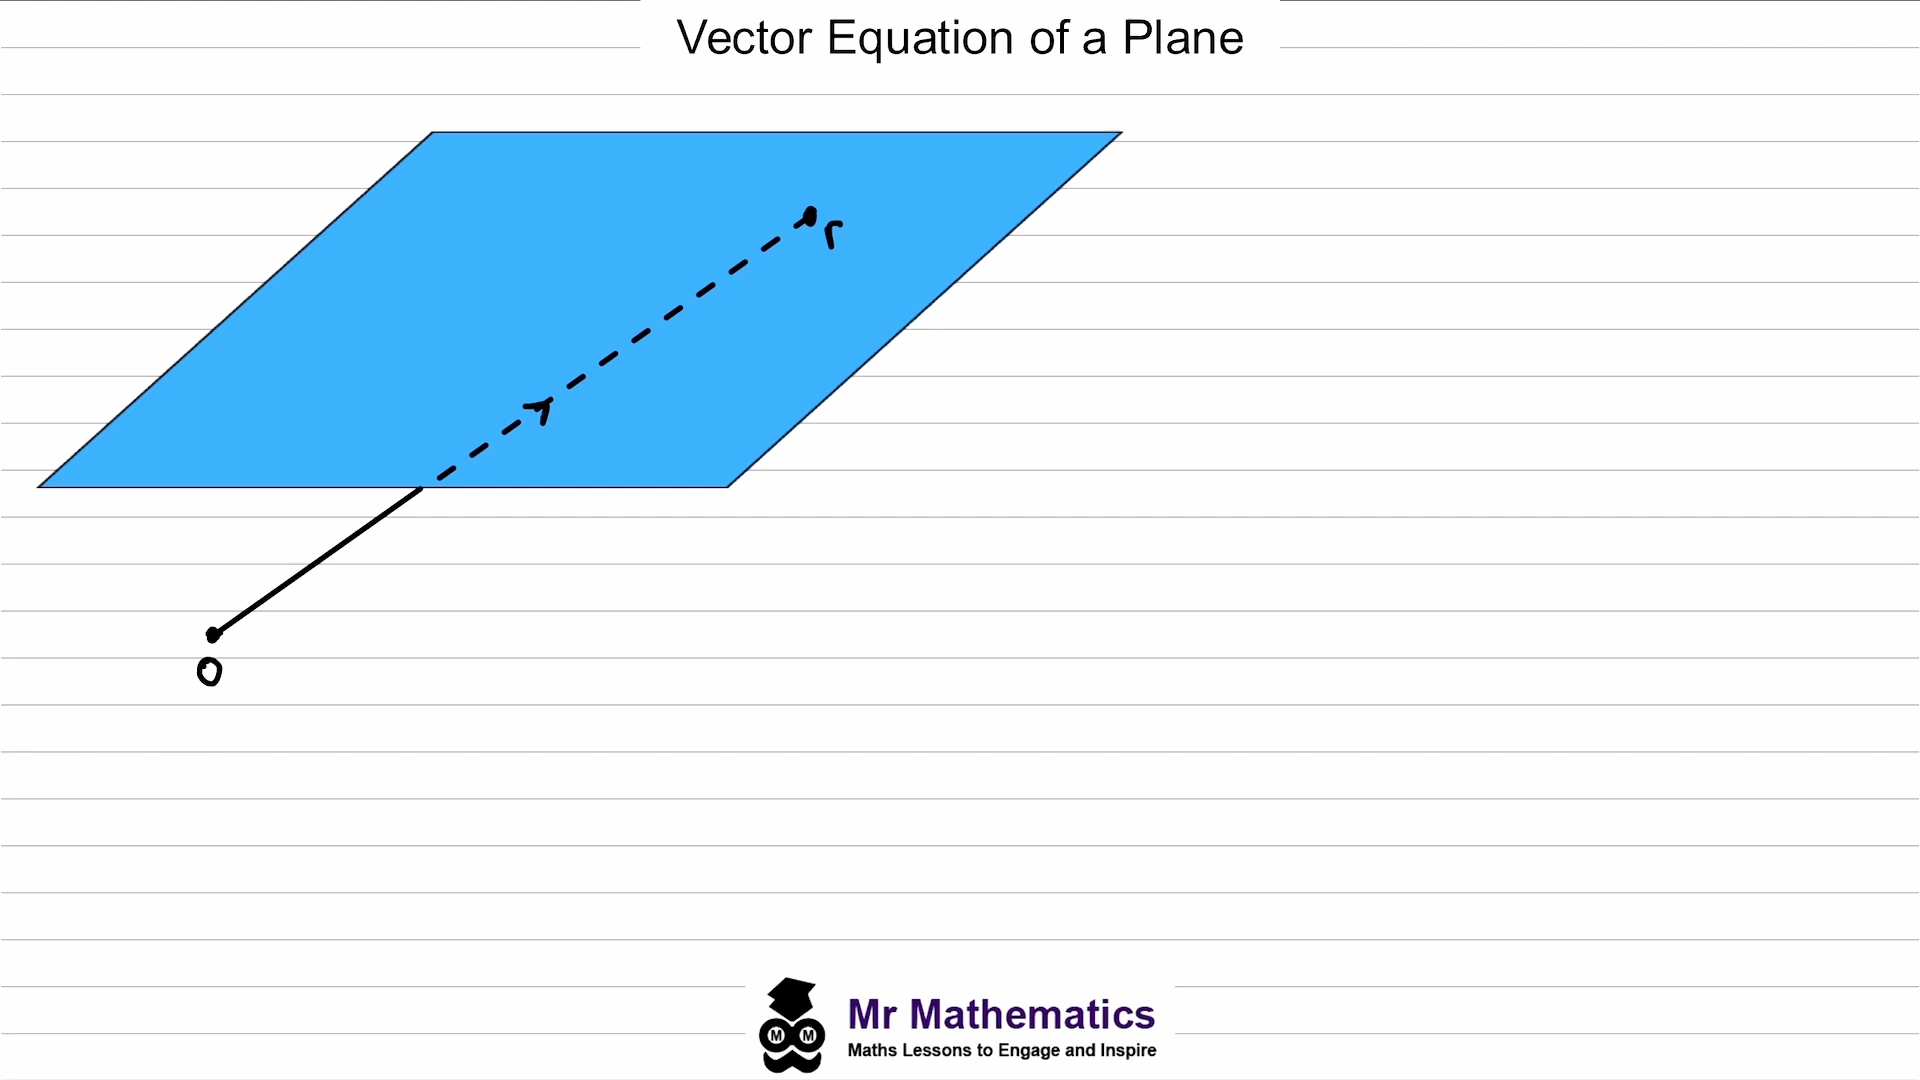 Vector Equation of a Plane
r
O
M M
Mr Mathematics
Maths Lessons to Engage and Inspire